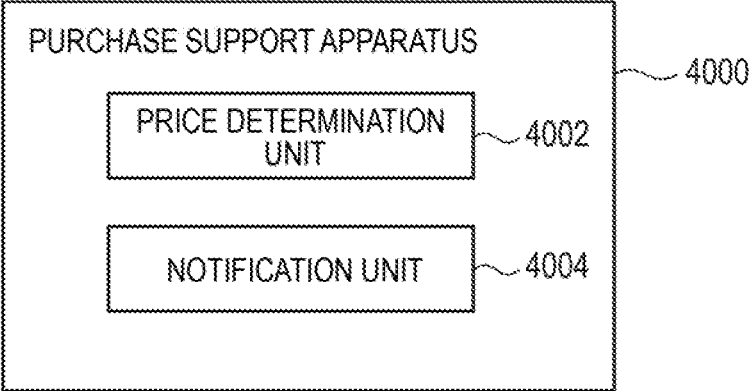 PURCHASE SUPPORT APPARATUS
4000
PRICE DETERMINATION
UNIT
4002
NOTIFICATION UNIT
4004